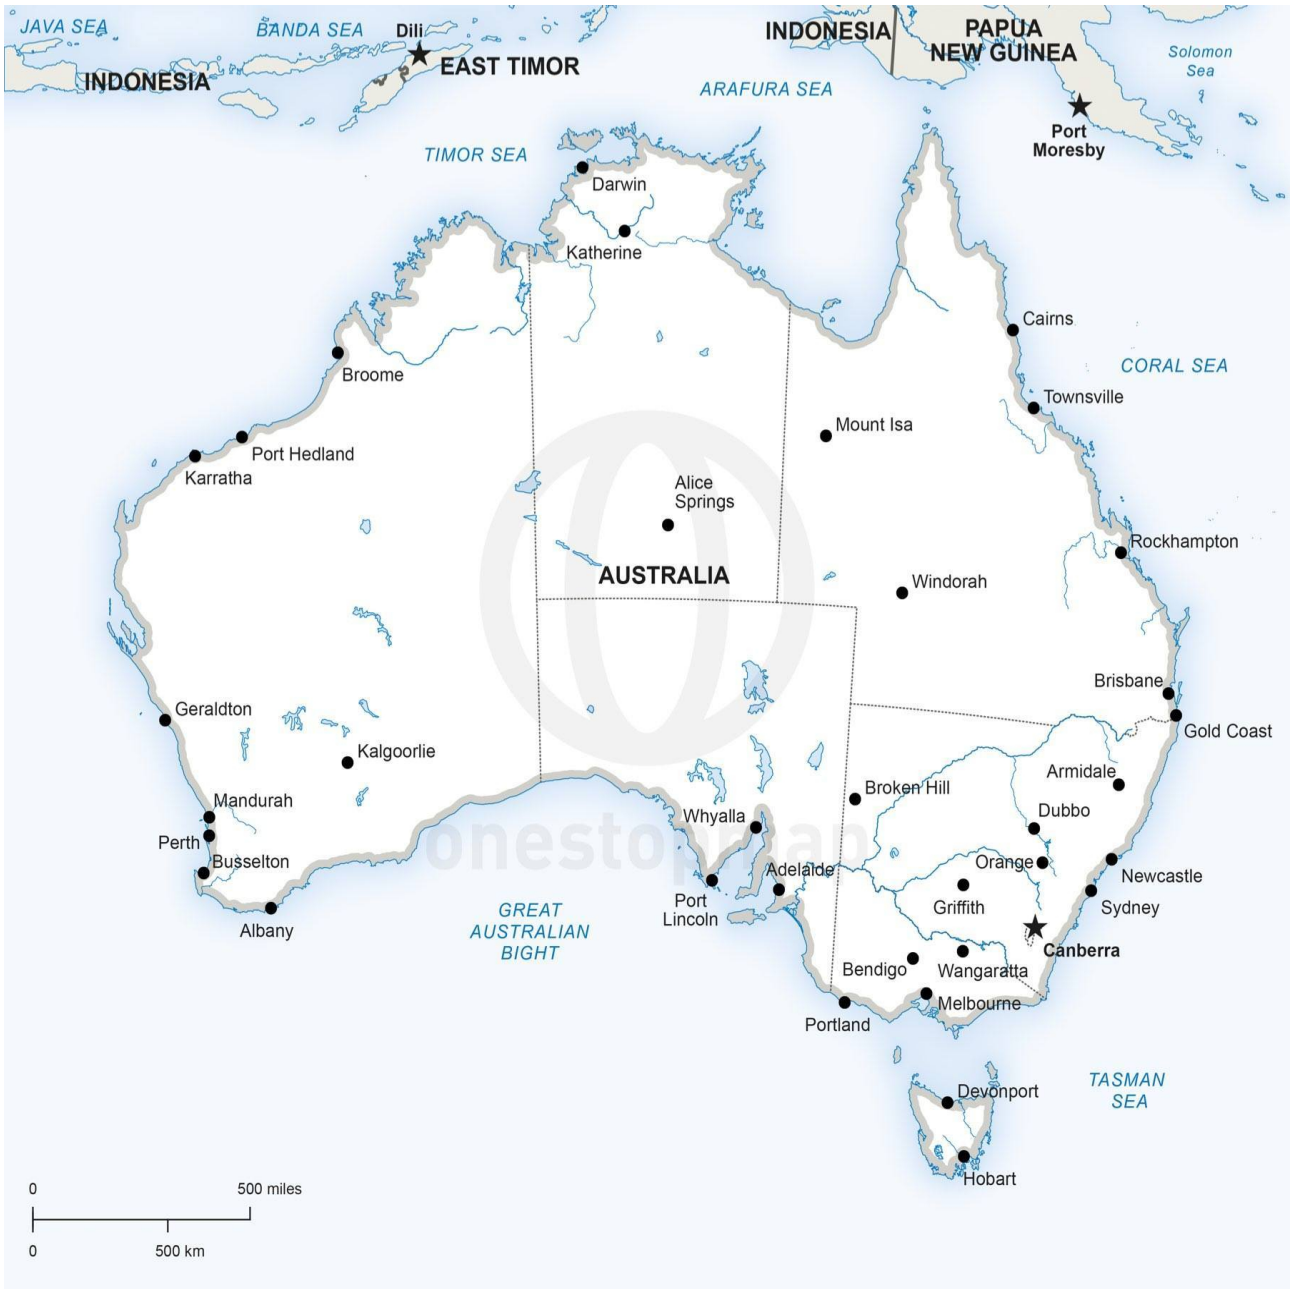 JAVA SEA
BANDA SEA
Dili
INDONESIA
EAST TIMOR
INDONESIA
PAPUA
NEW GUINEA
Solomon
Sea
ARAFURA SEA
Port
Moresby
TIMOR SEA
Darwin
Katherine
Cairns
CORAL SEA
Broome
Townsville
Mount Isa
Port Hedland
Karratha
Alice
Springs
Rockhampton
AUSTRALIA
Windorah
Brisbane
Geraldton
Gold Coast
Kalgoorlie
Armidale
Broken Hill
Mandurah
Dubbo
Whyalla
Perth
onestopmap
Busselton
Orange
Adelaide
Newcastle
Port
Lincoln
Griffith
Sydney
Albany
GREAT
AUSTRALIAN
BIGHT
Canberra
Bendigo
Wangaratta
Melbourne
Portland
TASMAN
SEA
Devonport
Hobart
0 500 miles
0 500 km